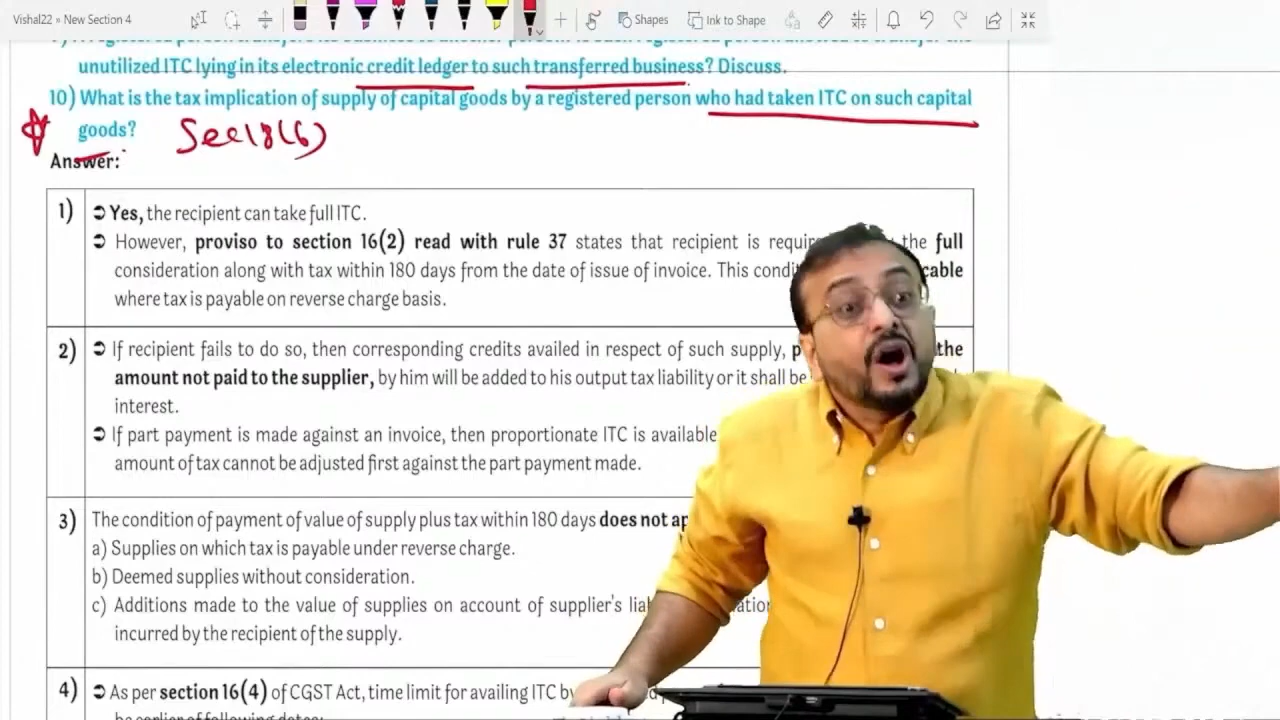 Vishal22 » New Section 4
Shapes
Ink to Shape
unutilized ITC lying in its electronic credit ledger to such transferred business? Discuss.
10) What is the tax implication of supply of capital goods by a registered person who had taken ITC on such capital
goods? Sec 18(6)
Answer:
1) ➲ Yes, the recipient can take full ITC.
➲ However, proviso to section 16(2) read with rule 37 states that recipient is the full
consideration along with tax within 180 days from the date of issue of invoice. This
where tax is payable on reverse charge basis.
2) ➲ If recipient fails to do so, then corresponding credits availed in respect of such supply, the
amount not paid to the supplier, by him will be added to his output tax liability or it shall be
interest.
➲ If part payment is made against an invoice, then proportionate ITC is available
amount of tax cannot be adjusted first against the part payment made.
3) The condition of payment of value of supply plus tax within 180 days does not
a) Supplies on which tax is payable under reverse charge.
b) Deemed supplies without consideration.
c) Additions made to the value of supplies on account of supplier's
incurred by the recipient of the supply.
4) ➲ As per section 16(4) of CGST Act, time limit for availing ITC by